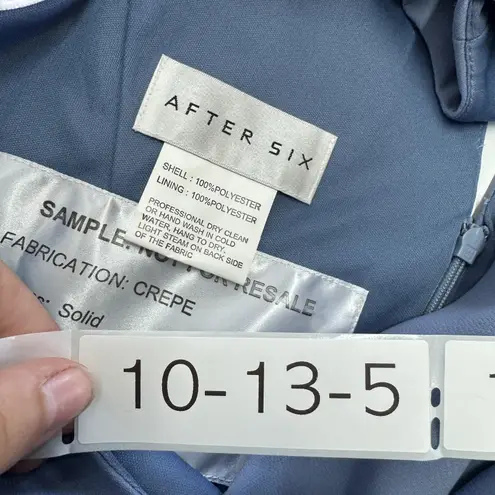 AFTER SIX
SHELL : 100%POLYESTER
LINING : 100%POLYESTER
PROFESSIONAL DRY CLEAN
OR HAND WASH IN COLD
WATER, HANG TO DRY.
LIGHT STEAM ON BACK SIDE
OF THE FABRIC
SAMPLE. NOT FOR RESALE
FABRICATION: CREPE
Solid
10-13-5